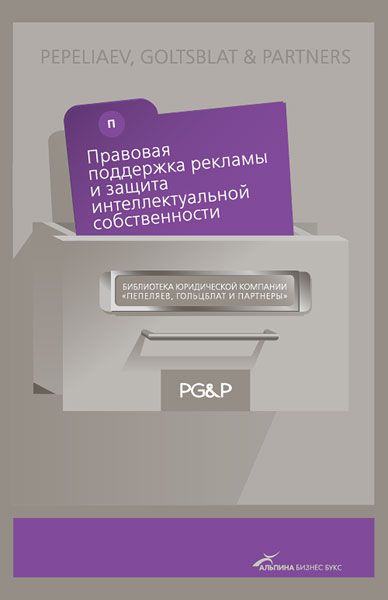 PEPELIAEV, GOLTSBLAT & PARTNERS
П
Правовая
поддержка рекламы
и защита
интеллектуальной
собственности
БИБЛИОТЕКА ЮРИДИЧЕСКОЙ КОМПАНИИ
«ПЕПЕЛЯЕВ, ГОЛЬЦБЛАТ И ПАРТНЕРЫ»
PG&P
АЛЬПИНА БИЗНЕС БУКС